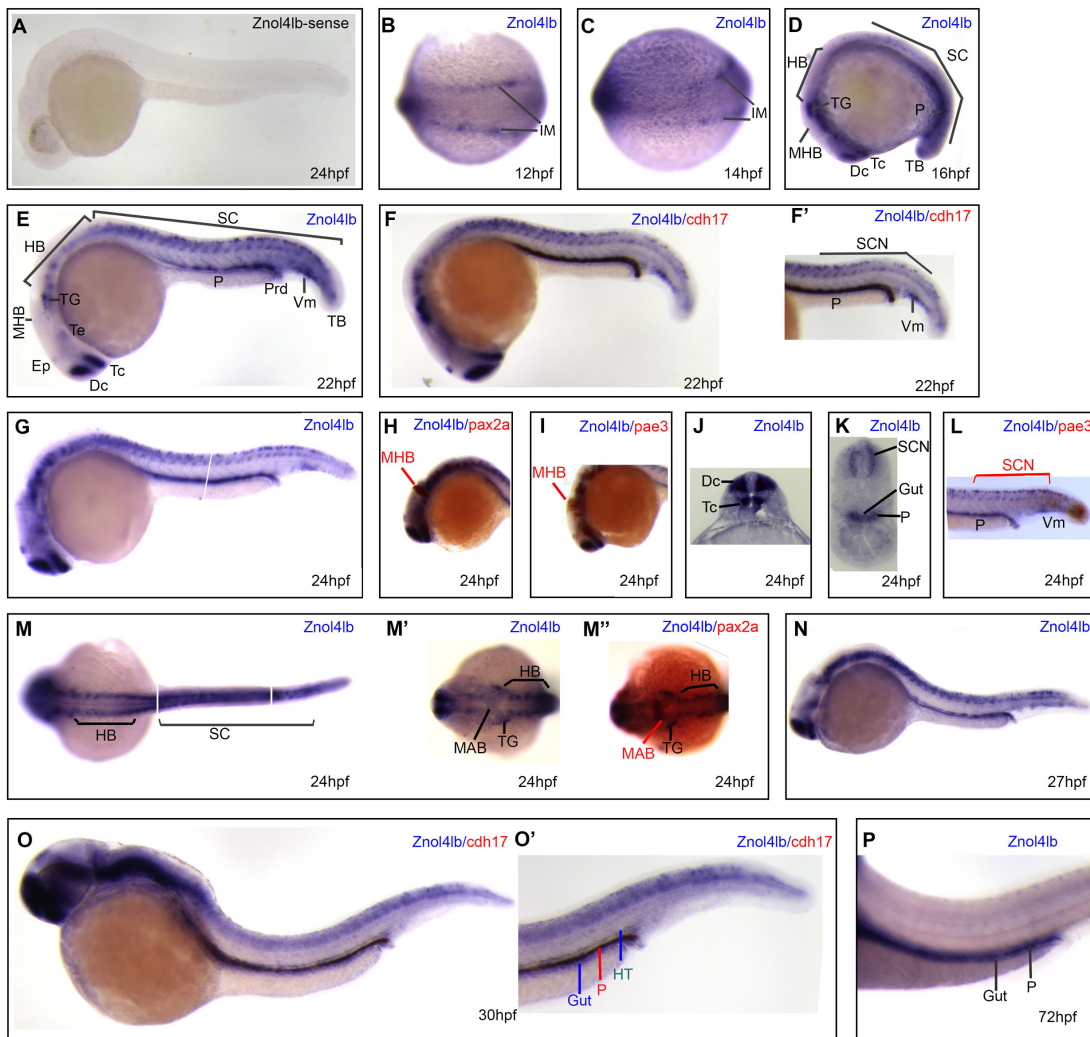 A
Znol4lb-sense
24hpf
B
Znol4lb
IM
12hpf
C
Znol4lb
IM
14hpf
D
Znol4lb
HB
SC
TG
P
MHB
Dc
Tc
TB
16hpf
E
Znol4lb
SC
HB
TG
P
Prd
Vm
TB
MHB
Te
Ep
Tc
Dc
22hpf
F
Znol4lb/cdh17
22hpf
F'
Znol4lb/cdh17
SCN
P
Vm
22hpf
G
Znol4lb
24hpf
H
Znol4lb/pax2a
MHB
24hpf
I
Znol4lb/pae3
MHB
24hpf
J
Znol4lb
Dc
Tc
24hpf
K
Znol4lb
SCN
Gut
P
24hpf
L
Znol4lb/pae3
SCN
P
Vm
24hpf
M
Znol4lb
HB
SC
24hpf
M'
Znol4lb
HB
MAB
TG
24hpf
M''
Znol4lb/pax2a
HB
MAB
TG
24hpf
N
Znol4lb
27hpf
O
Znol4lb/cdh17
30hpf
O'
Znol4lb/cdh17
Gut
P
HT
P
Znol4lb
Gut
P
72hpf